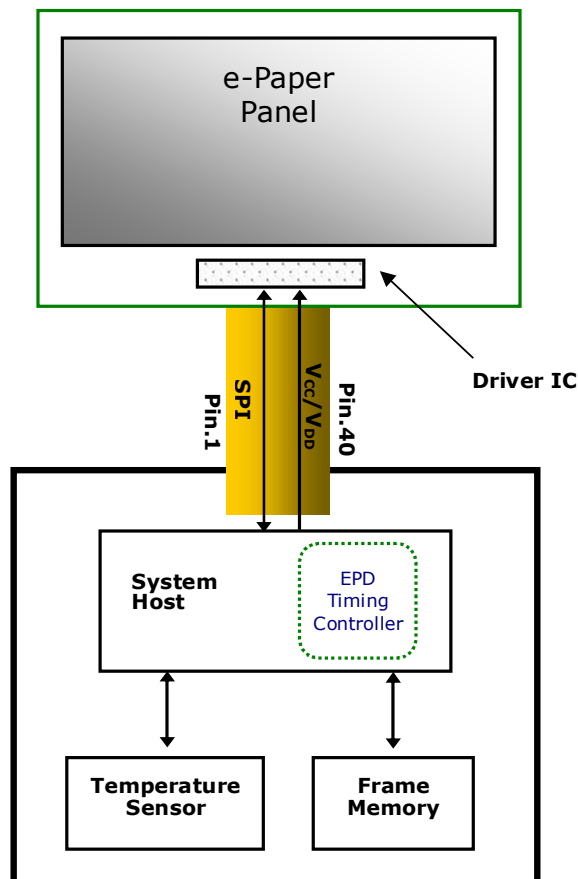 e-Paper
Panel
Driver IC
Pin.1
SPI
VCC/VDD
Pin.40
System
Host
EPD
Timing
Controller
Temperature
Sensor
Frame
Memory